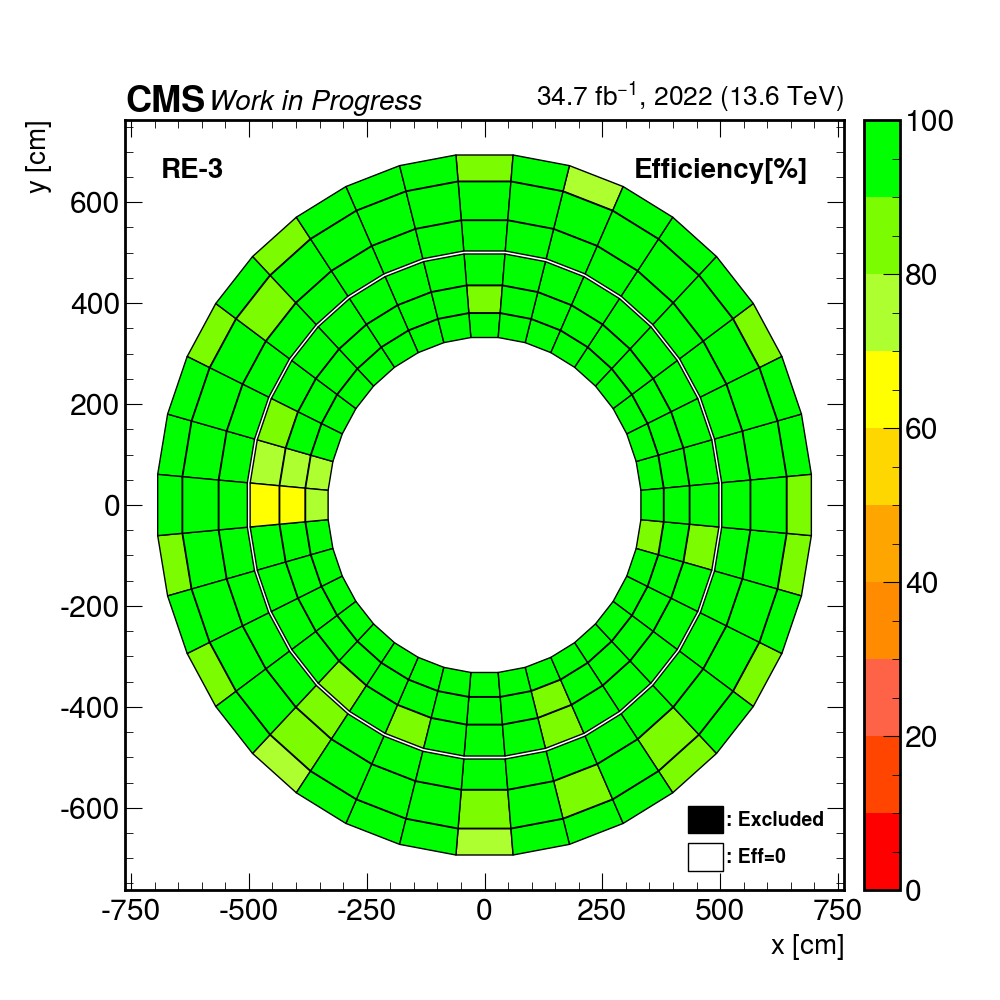 CMS Work in Progress 34.7 fb⁻¹, 2022 (13.6 TeV)
y [cm]
RE-3 Efficiency[%]
100
80
60
40
20
0
600
400
200
0
-200
-400
-600
: Excluded
: Eff=0
-750 -500 -250 0 250 500 750
x [cm]